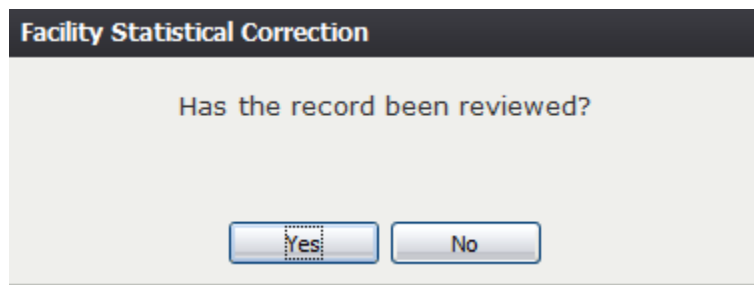 Facility Statistical Correction
Has the record been reviewed?
Yes No